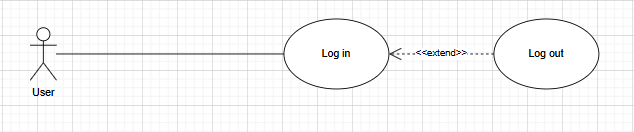 User
Log in
<<extend>>
Log out